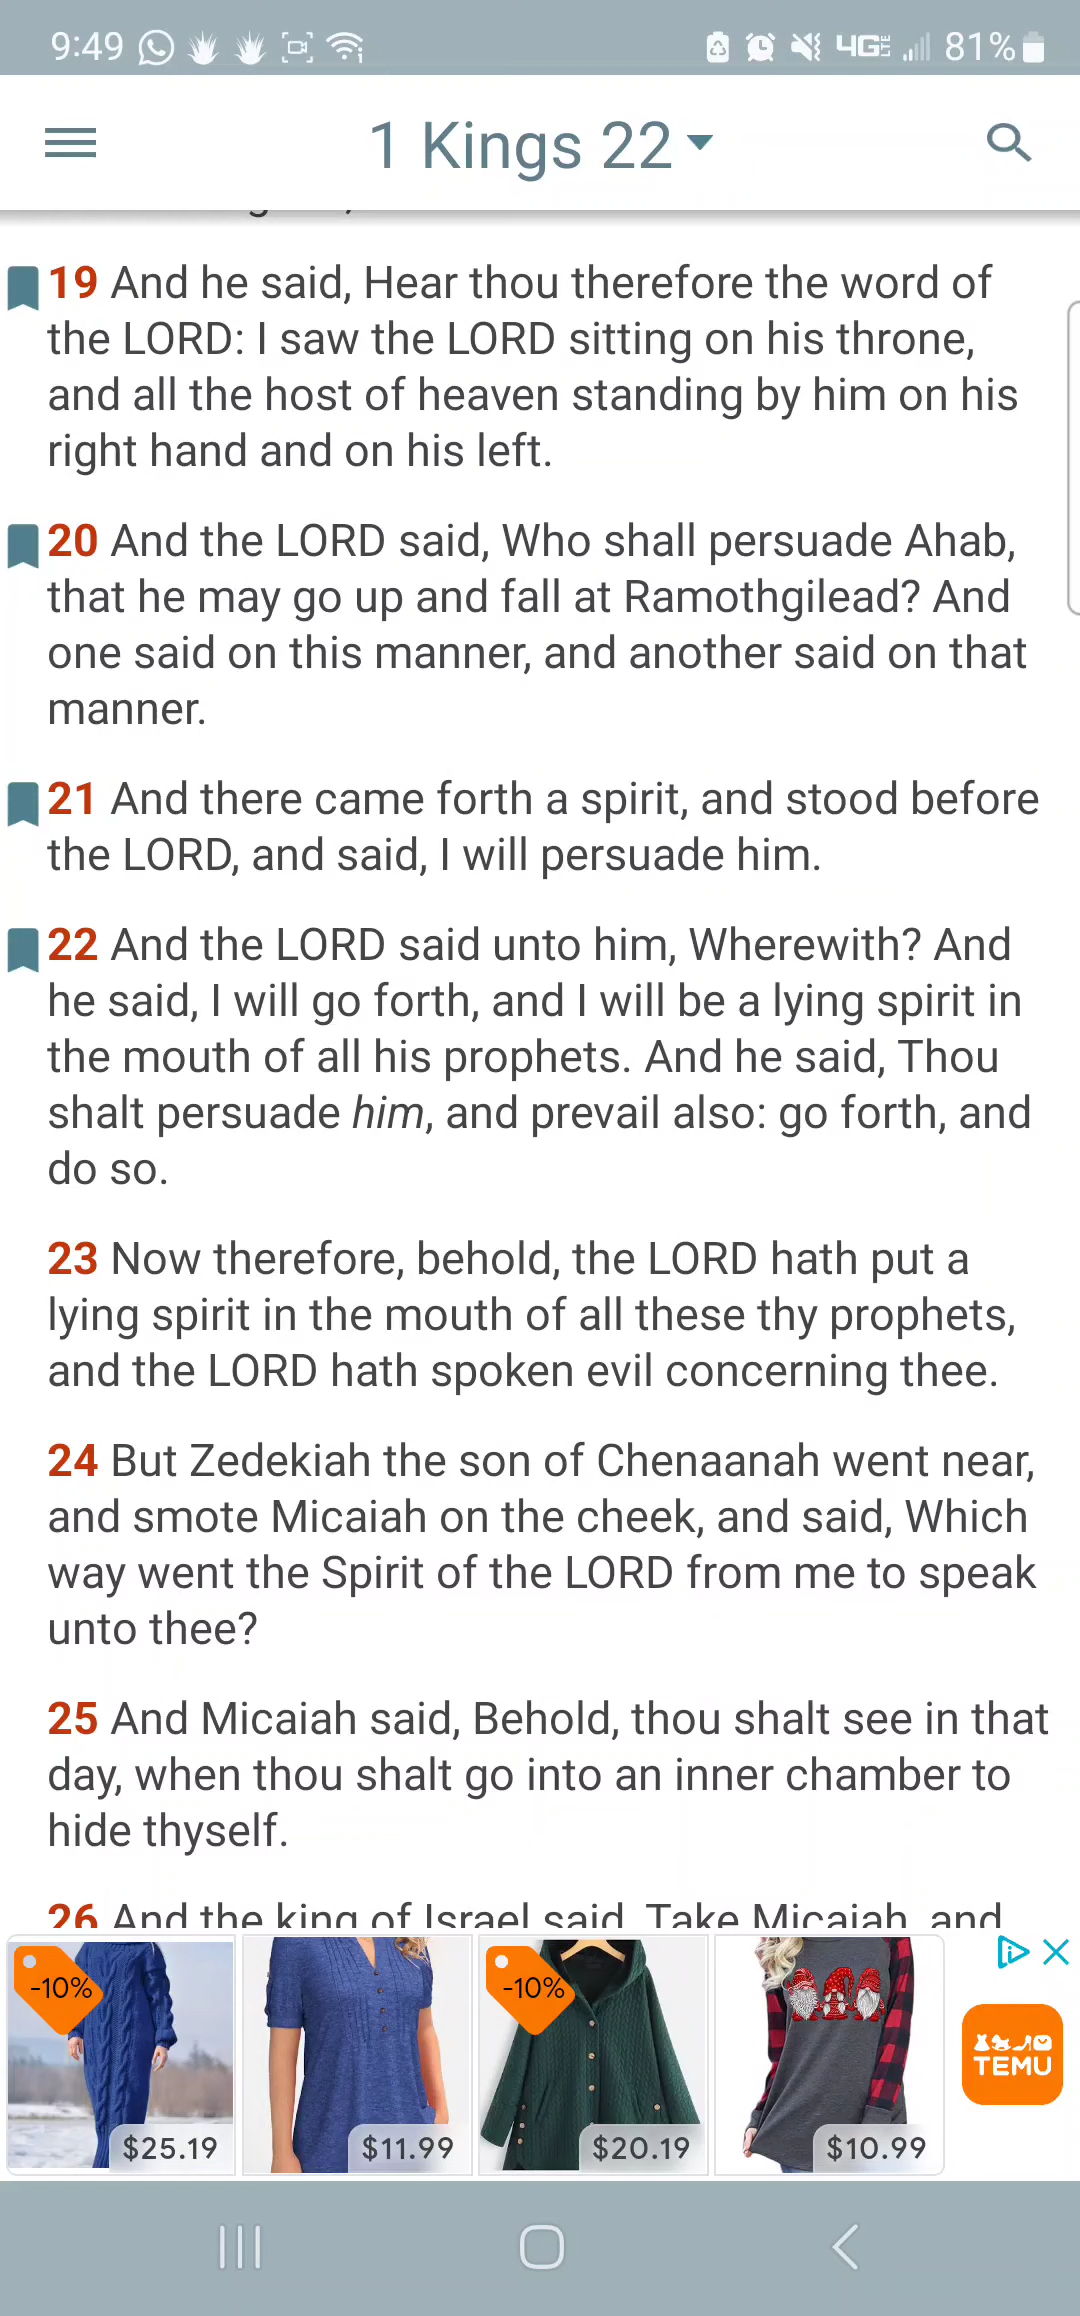 9:49 4G LTE 81%
1 Kings 22
19 And he said, Hear thou therefore the word of
the LORD: I saw the LORD sitting on his throne,
and all the host of heaven standing by him on his
right hand and on his left.
20 And the LORD said, Who shall persuade Ahab,
that he may go up and fall at Ramothgilead? And
one said on this manner, and another said on that
manner.
21 And there came forth a spirit, and stood before
the LORD, and said, I will persuade him.
22 And the LORD said unto him, Wherewith? And
he said, I will go forth, and I will be a lying spirit in
the mouth of all his prophets. And he said, Thou
shalt persuade him, and prevail also: go forth, and
do so.
23 Now therefore, behold, the LORD hath put a
lying spirit in the mouth of all these thy prophets,
and the LORD hath spoken evil concerning thee.
24 But Zedekiah the son of Chenaanah went near,
and smote Micaiah on the cheek, and said, Which
way went the Spirit of the LORD from me to speak
unto thee?
25 And Micaiah said, Behold, thou shalt see in that
day, when thou shalt go into an inner chamber to
hide thyself.
26 And the king of Israel said, Take Micaiah, and
-10% -10%
TEMU
$25.19 $11.99 $20.19 $10.99